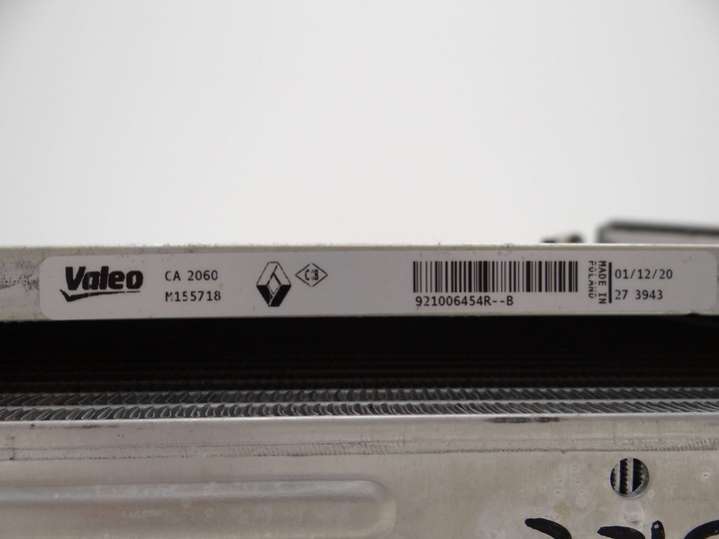 Valeo
CA 2060
M155718
921006454R--B
MADE IN
POLAND
01/12/20
27 3943